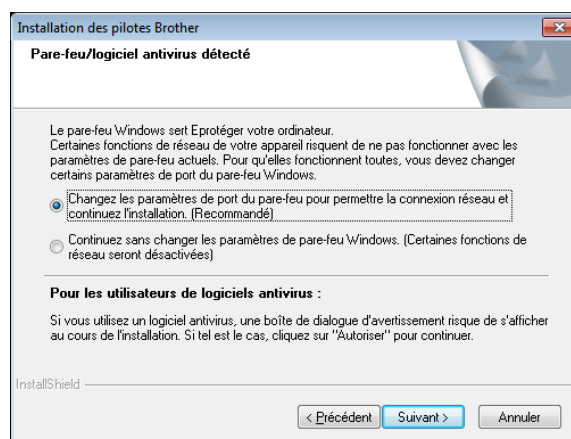 Installation des pilotes Brother
Pare-feu/logiciel antivirus détecté
Le pare-feu Windows sert Eprotéger votre ordinateur.
Certaines fonctions de réseau de votre appareil risquent de ne pas fonctionner avec les
paramètres de pare-feu actuels. Pour qu'elles fonctionnent toutes, vous devez changer
certains paramètres de port du pare-feu Windows.
Changez les paramètres de port du pare-feu pour permettre la connexion réseau et
continuez l'installation. (Recommandé)
Continuez sans changer les paramètres de pare-feu Windows. (Certaines fonctions de
réseau seront désactivées)
Pour les utilisateurs de logiciels antivirus :
Si vous utilisez un logiciel antivirus, une boîte de dialogue d'avertissement risque de s'afficher
au cours de l'installation. Si tel est le cas, cliquez sur "Autoriser" pour continuer.
InstallShield
< Précédent Suivant > Annuler